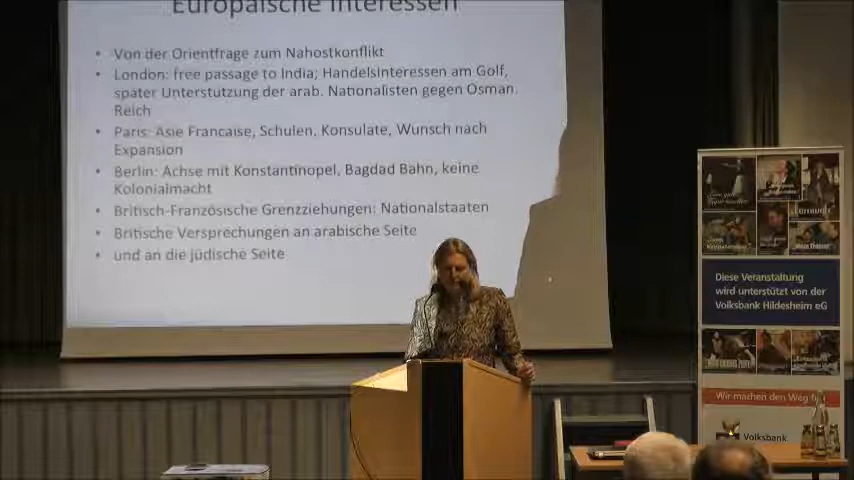 Europäische Interessen
• Von der Orientfrage zum Nahostkonflikt
• London: free passage to India; Handelsinteressen am Golf,
später Unterstutzung der arab. Nationalisten gegen Osman.
Reich
• Paris: Asie Francaise, Schulen, Konsulate, Wunsch nach
Expansion
• Berlin: Achse mit Konstantinopel, Bagdad Bahn, keine
Kolonialmacht
• Britisch-Französische Grenzziehungen: Nationalstaaten
• Britische Versprechungen an arabische Seite
• und an die jüdische Seite
Diese Veranstaltung
wird unterstützt von der
Volksbank Hildesheim eG
Wir machen den Weg
Volksbank